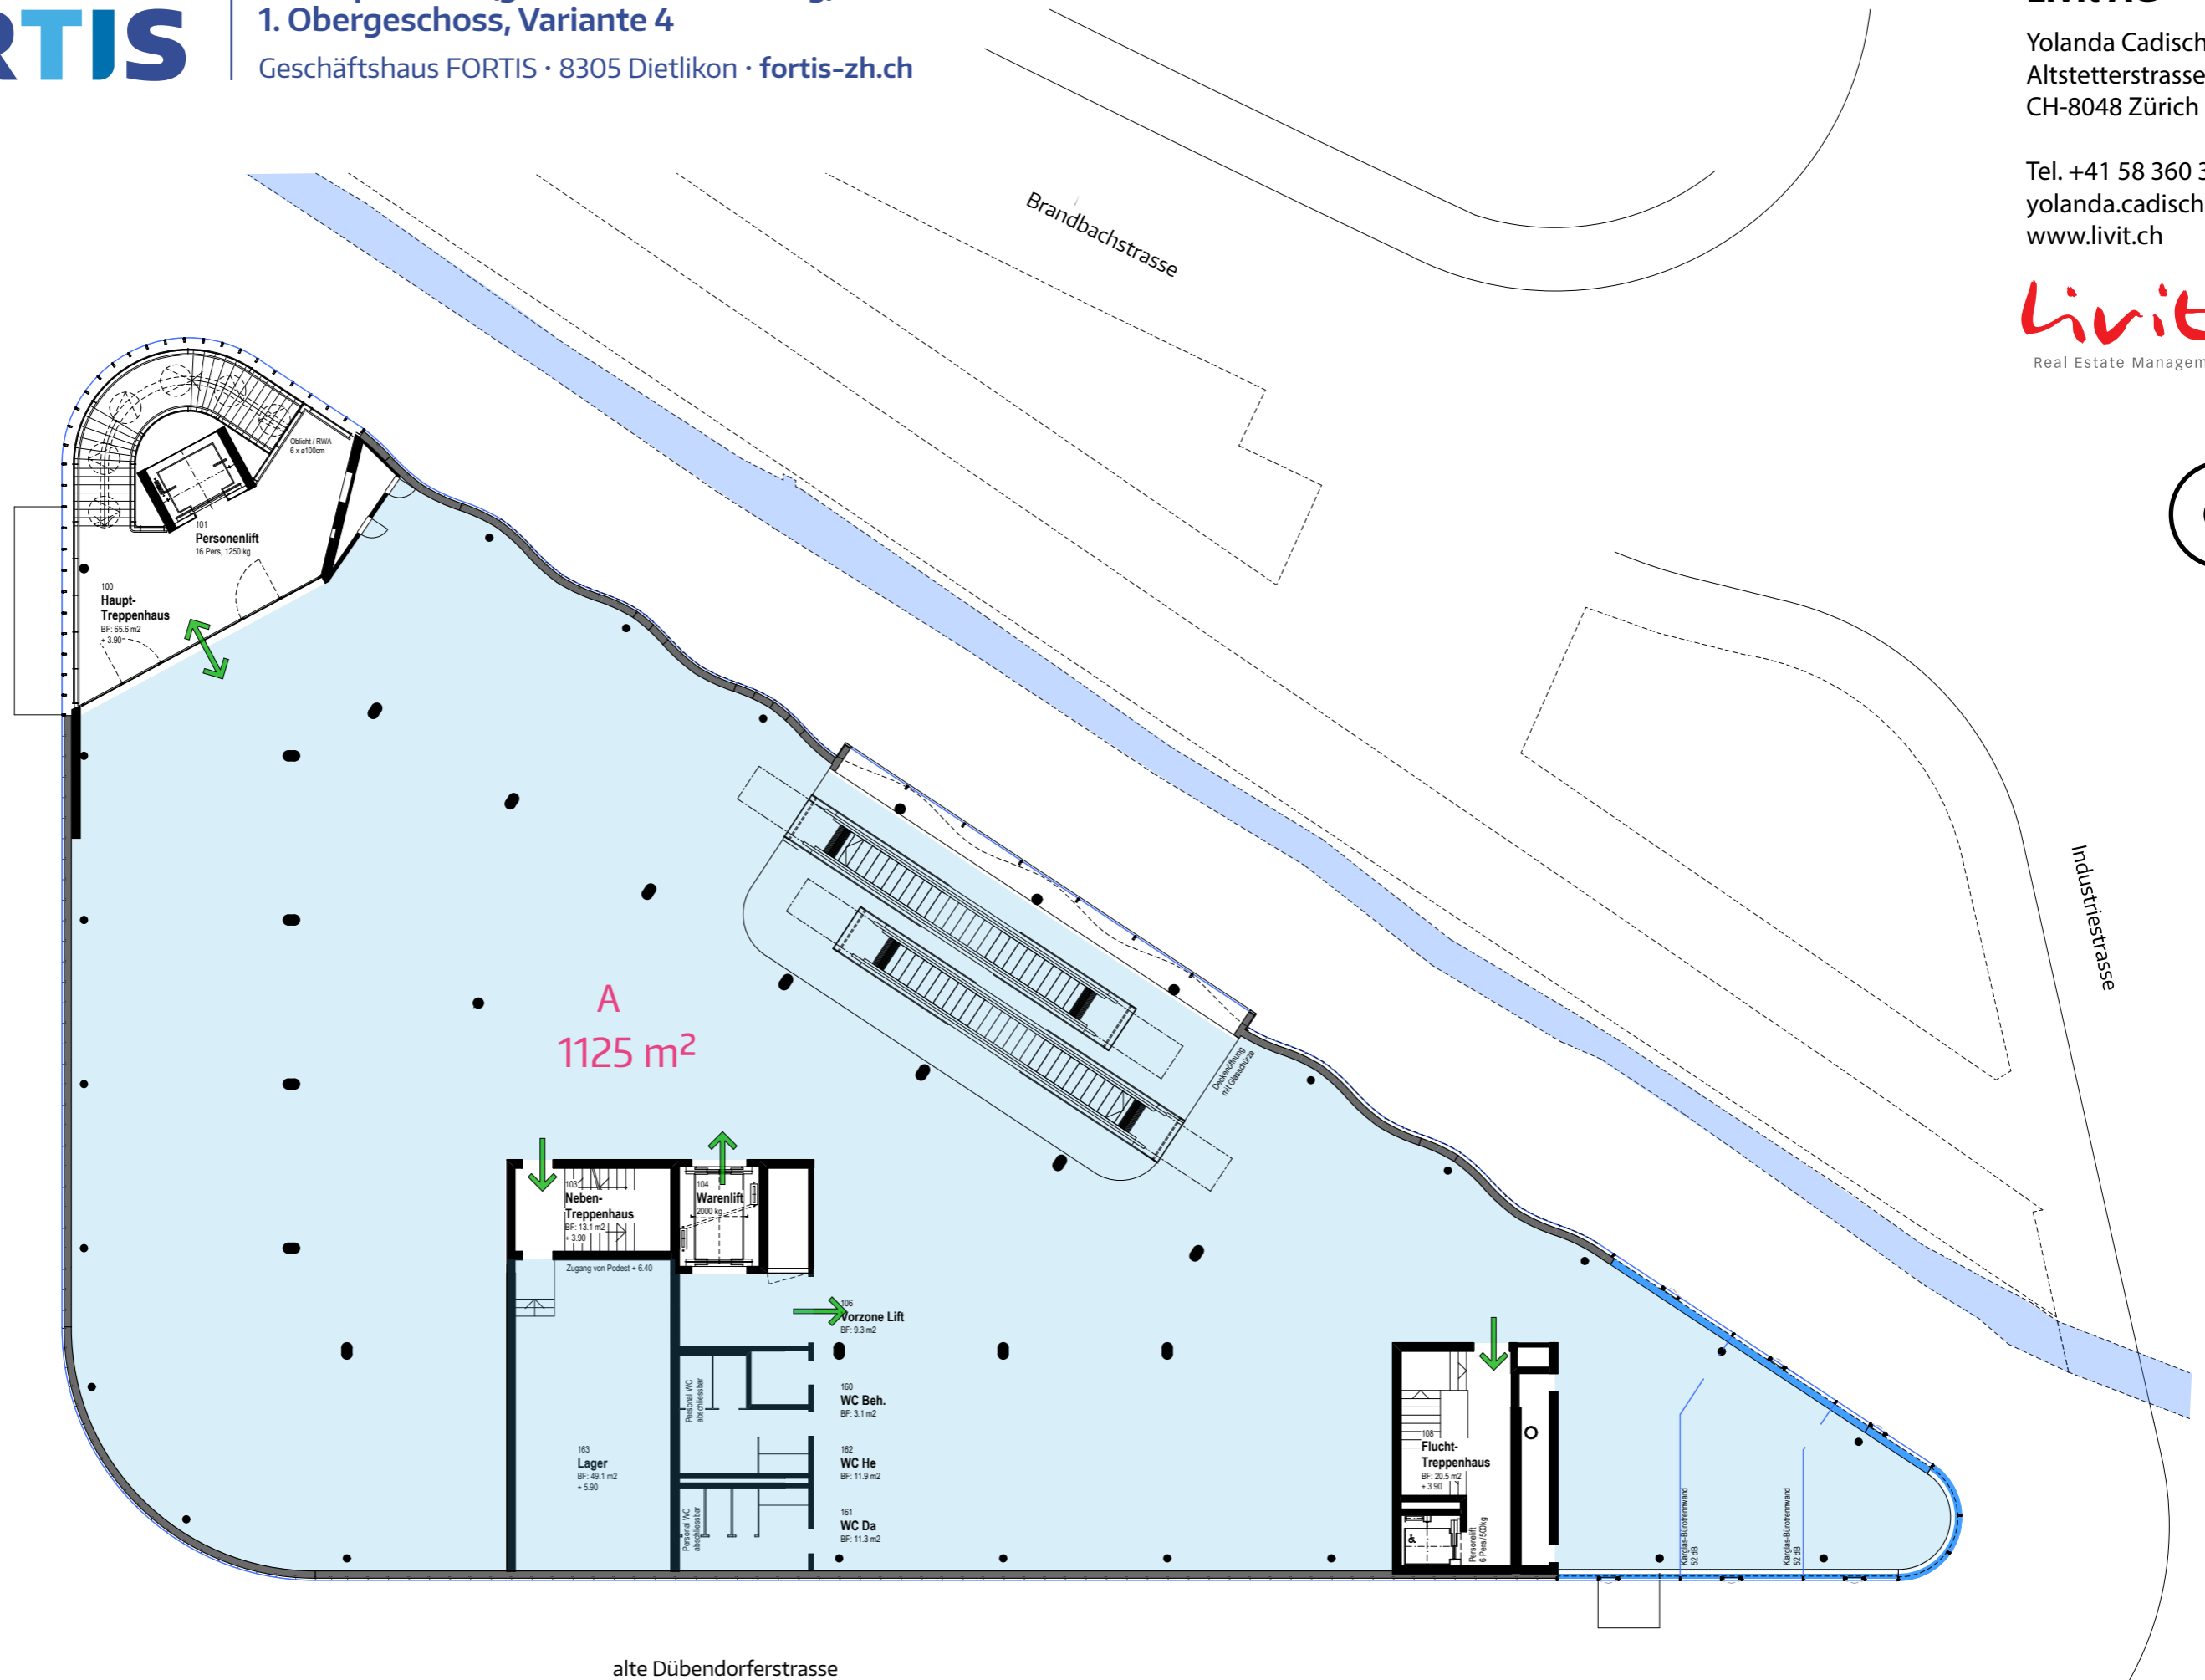 RTIS
1. Obergeschoss, Variante 4
Geschäftshaus FORTIS · 8305 Dietlikon · fortis-zh.ch
Livit AG
Yolanda Cadisch
Altstetterstrasse
CH-8048 Zürich
Tel. +41 58 360 3
yolanda.cadisch
www.livit.ch
Livit
Real Estate Managem
Brandbachstrasse
Industriestrasse
Oblicht / RWA
6 x ø100cm
101
Personenlift
16 Pers, 1250 kg
100
Haupt-
Treppenhaus
BF: 65.6 m2
+ 3.90
A
1125 m²
Deckenöffnung
mit Glasschürze
103
Neben-
Treppenhaus
BF: 13.1 m2
+ 3.90
104
Warenlift
2000 kg
Zugang von Podest + 6.40
106
Vorzone Lift
BF: 9.3 m2
Personal WC
abschliessbar
160
WC Beh.
BF: 3.1 m2
163
Lager
BF: 49.1 m2
+ 5.90
162
WC He
BF: 11.9 m2
Personal WC
abschliessbar
161
WC Da
BF: 11.3 m2
108
Flucht-
Treppenhaus
BF: 20.5 m2
+ 3.90
Personenlift
6 Pers./500kg
Klarglas-Bürotrennwand
52 dB
Klarglas-Bürotrennwand
52 dB
alte Dübendorferstrasse